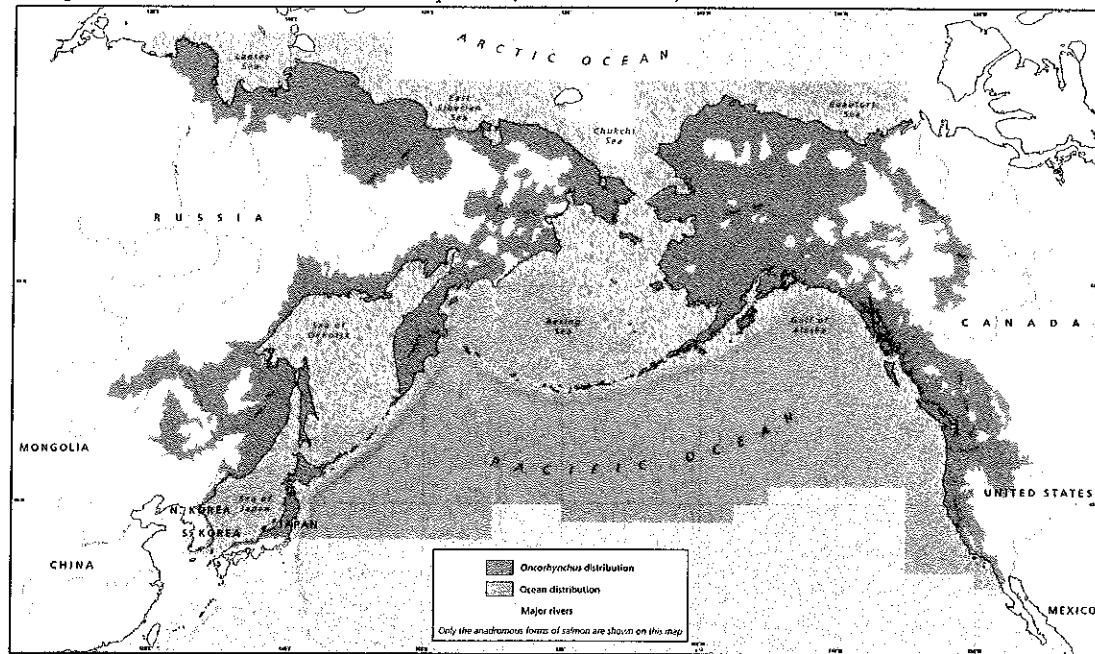 ARCTIC OCEAN
Laptev Sea
East Siberian Sea
Chukchi Sea
Beaufort Sea
RUSSIA
Sea of Okhotsk
Bering Sea
Gulf of Alaska
CANADA
MONGOLIA
PACIFIC OCEAN
UNITED STATES
N. KOREA
Sea of Japan
JAPAN
S. KOREA
CHINA
MEXICO
Oncorhynchus distribution
Ocean distribution
Major rivers
Only the anadromous forms of salmon are shown on this map